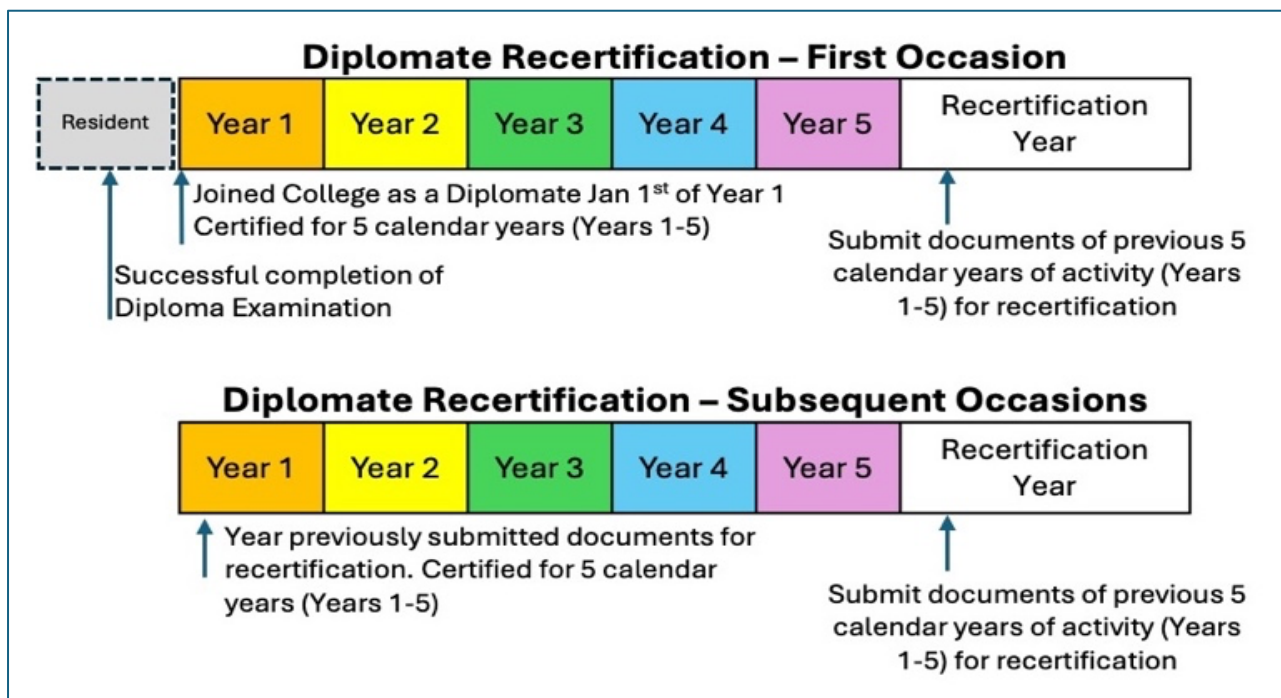 Diplomate Recertification – First Occasion
Resident
Year 1
Year 2
Year 3
Year 4
Year 5
Recertification
Year
Joined College as a Diplomate Jan 1st of Year 1
Certified for 5 calendar years (Years 1-5)
Successful completion of
Diploma Examination
Submit documents of previous 5
calendar years of activity (Years
1-5) for recertification
Diplomate Recertification – Subsequent Occasions
Year 1
Year 2
Year 3
Year 4
Year 5
Recertification
Year
Year previously submitted documents for
recertification. Certified for 5 calendar
years (Years 1-5)
Submit documents of previous 5
calendar years of activity (Years
1-5) for recertification